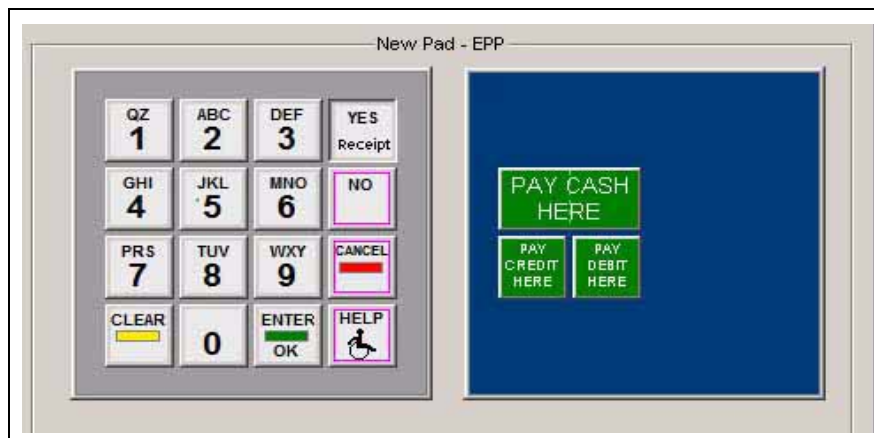 New Pad - EPP
QZ
1
ABC
2
DEF
3
YES
Receipt
GHI
4
JKL
5
MNO
6
NO
PRS
7
TUV
8
WXY
9
CANCEL
CLEAR
0
ENTER
OK
HELP
PAY CASH
HERE
PAY
CREDIT
HERE
PAY
DEBIT
HERE